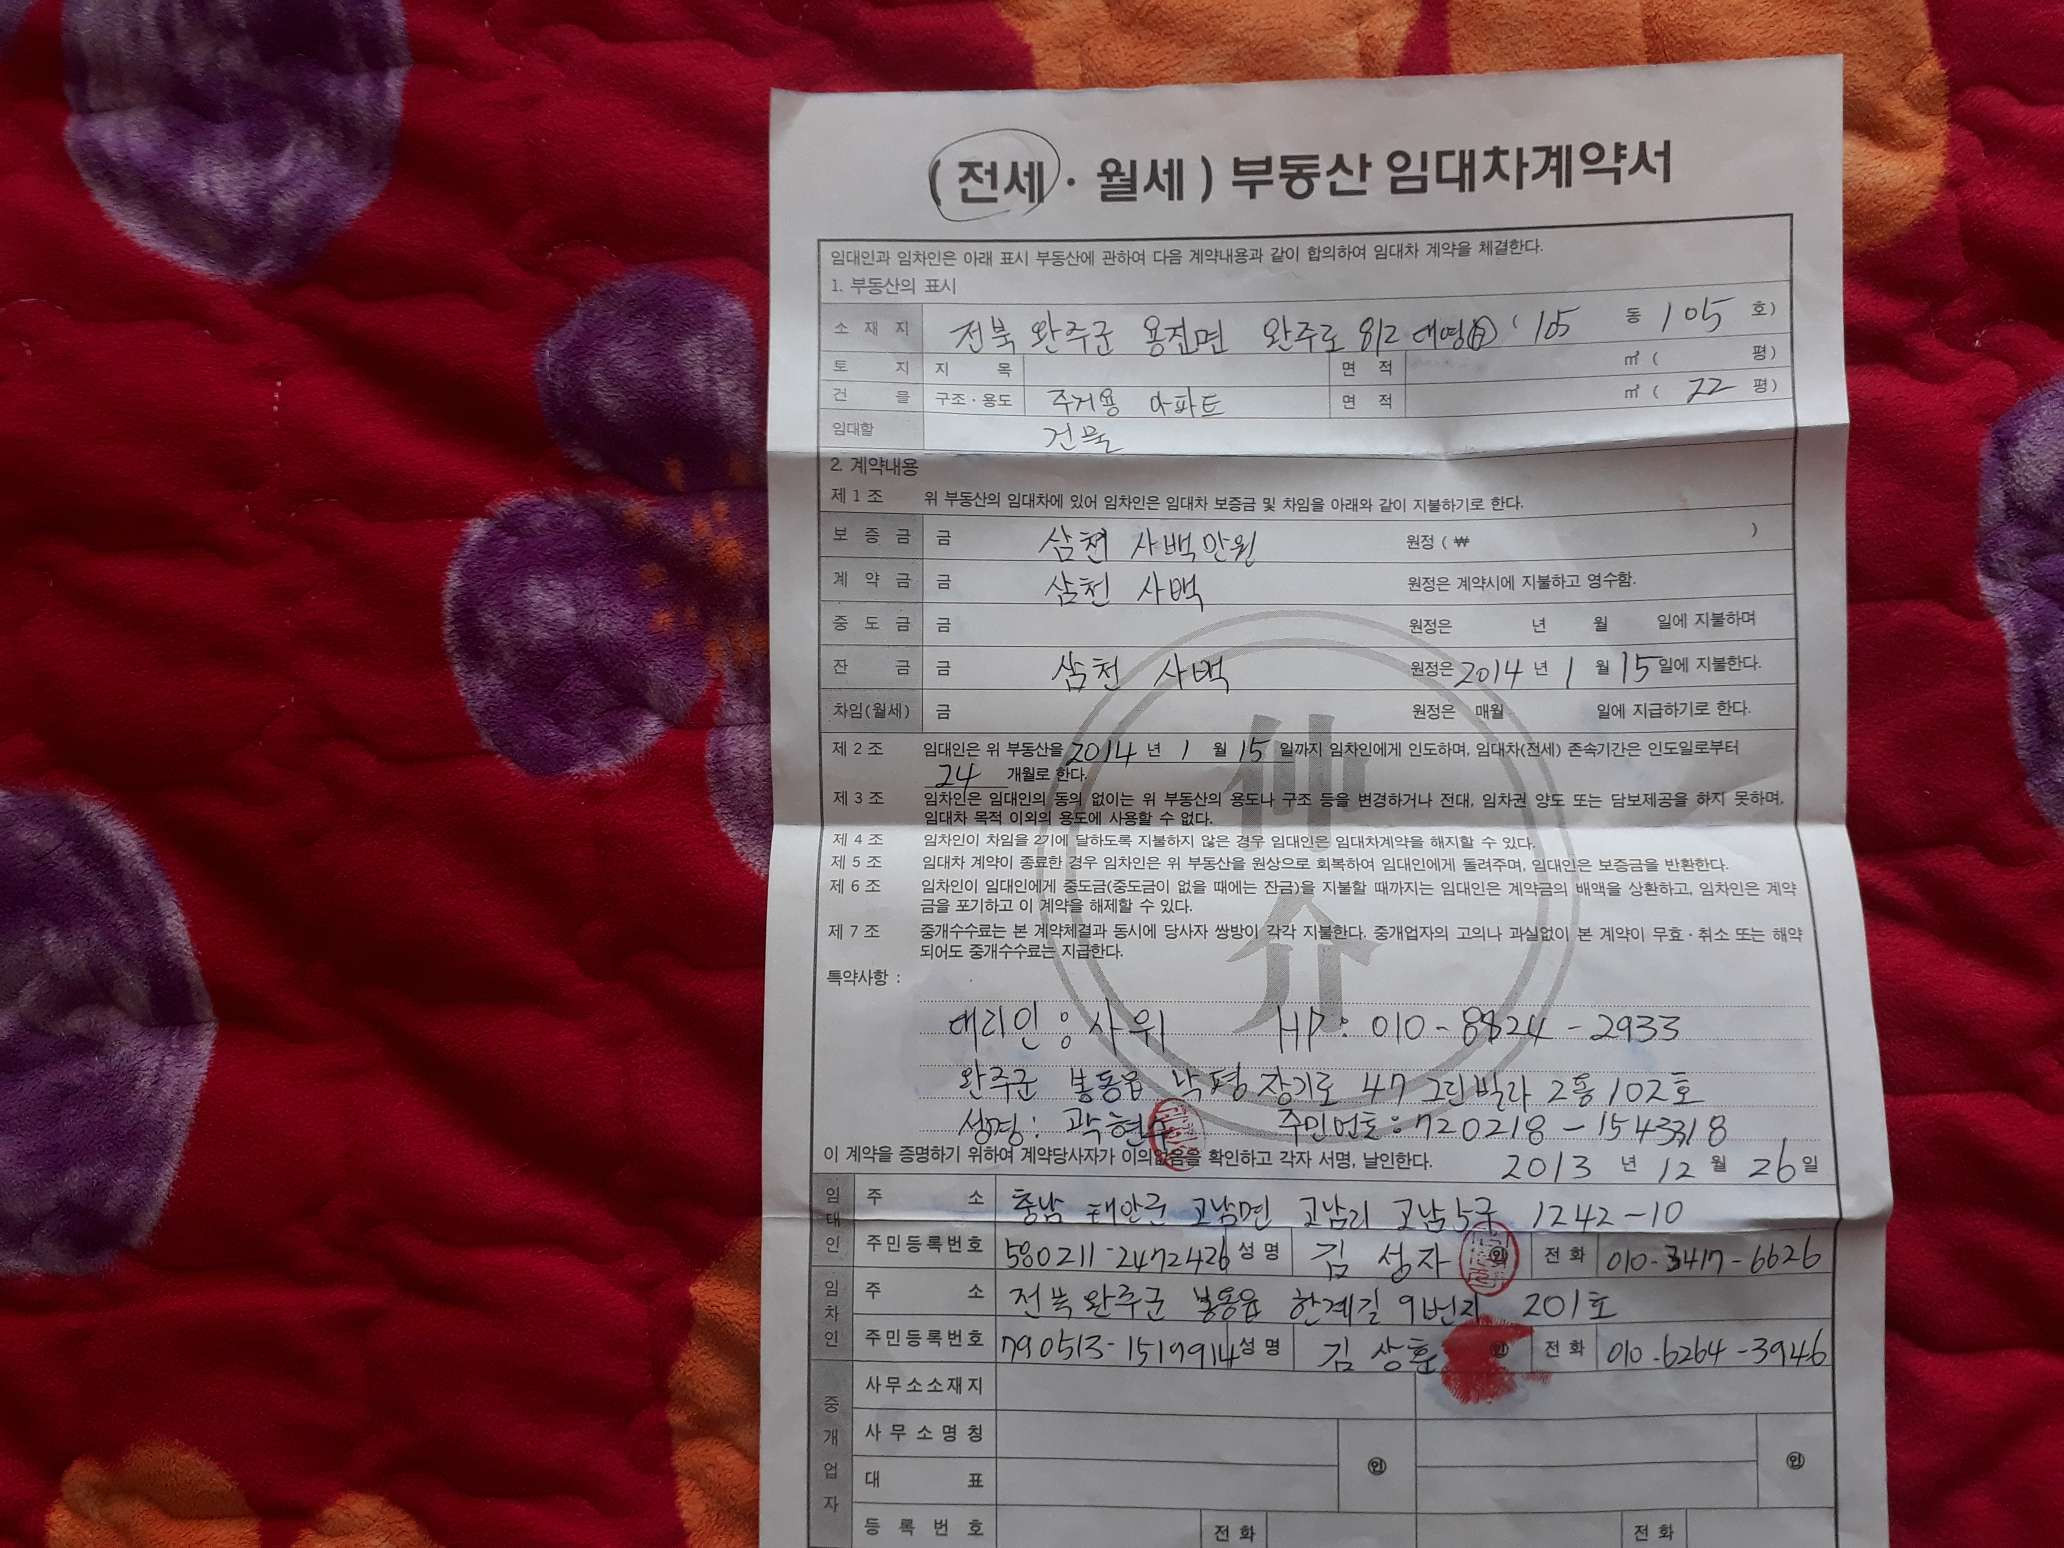 ( 전세 · 월세 ) 부동산 임대차계약서
임대인과 임차인은 아래 표시 부동산에 관하여 다음 계약내용과 같이 합의하여 임대차 계약을 체결한다.
1. 부동산의 표시
소 재 지 전북 완주군 용진면 완주로 812 대영㉧ ( 105 동 105 호)
토 지 지 목 면 적 ㎡ ( 평)
건 물 구조 · 용도 주거용 아파트 면 적 ㎡ ( 22 평)
임대할 건물
2. 계약내용
제 1 조 위 부동산의 임대차에 있어 임차인은 임대차 보증금 및 차임을 아래와 같이 지불하기로 한다.
보 증 금 금 삼천 사백만원 원정 ( ₩ )
계 약 금 금 삼천 사백 원정은 계약시에 지불하고 영수함.
중 도 금 금 원정은 년 월 일에 지불하며
잔 금 금 삼천 사백 원정은 2014 년 1 월 15 일에 지불한다.
차임(월세) 금 원정은 매월 일에 지급하기로 한다.
제 2 조 임대인은 위 부동산을 2014 년 1 월 15 일까지 임차인에게 인도하며, 임대차(전세) 존속기간은 인도일로부터
24 개월로 한다.
제 3 조 임차인은 임대인의 동의 없이는 위 부동산의 용도나 구조 등을 변경하거나 전대, 임차권 양도 또는 담보제공을 하지 못하며,
임대차 목적 이외의 용도에 사용할 수 없다.
제 4 조 임차인이 차임을 2기에 달하도록 지불하지 않은 경우 임대인은 임대차계약을 해지할 수 있다.
제 5 조 임대차 계약이 종료한 경우 임차인은 위 부동산을 원상으로 회복하여 임대인에게 돌려주며, 임대인은 보증금을 반환한다.
제 6 조 임차인이 임대인에게 중도금(중도금이 없을 때에는 잔금)을 지불할 때까지는 임대인은 계약금의 배액을 상환하고, 임차인은 계약
금을 포기하고 이 계약을 해제할 수 있다.
제 7 조 중개수수료는 본 계약체결과 동시에 당사자 쌍방이 각각 지불한다. 중개업자의 고의나 과실없이 본 계약이 무효 · 취소 또는 해약
되어도 중개수수료는 지급한다.
특약사항 :
대리인 : 사위 HP : 010 - 8824 - 2933
완주군 봉동읍 낙평장기로 47 그린빌라 2동 102호
성명 : 곽현수 주민번호 : 720218 - 1543318
이 계약을 증명하기 위하여 계약당사자가 이의없음을 확인하고 각자 서명, 날인한다. 2013 년 12 월 26 일
임대인 주 소 충남 태안군 고남면 고남리 고남 1242-10
주민등록번호 580211-2472426 성 명 김 성자 ㊞ 전 화 010-3417-6626
임차인 주 소 전북 완주군 봉동읍 한계길 9번지 201호
주민등록번호 790513-1519914 성 명 김 상훈 ㊞ 전 화 010-6264-3946
중개업자 사무소소재지
사 무 소 명 칭
대 표 ㊞ ㊞
등 록 번 호 전 화 전 화